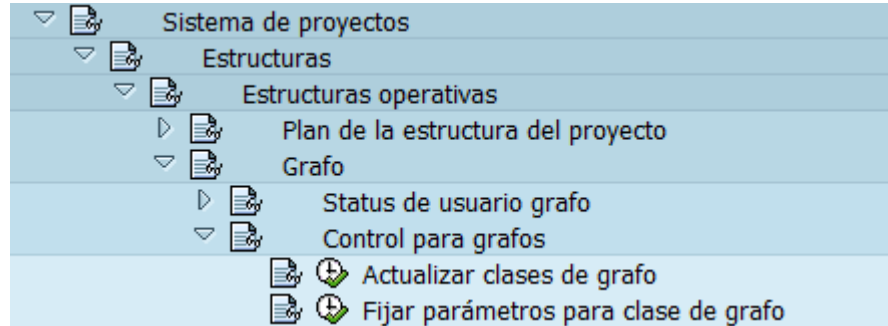 Sistema de proyectos
Estructuras
Estructuras operativas
Plan de la estructura del proyecto
Grafo
Status de usuario grafo
Control para grafos
Actualizar clases de grafo
Fijar parámetros para clase de grafo